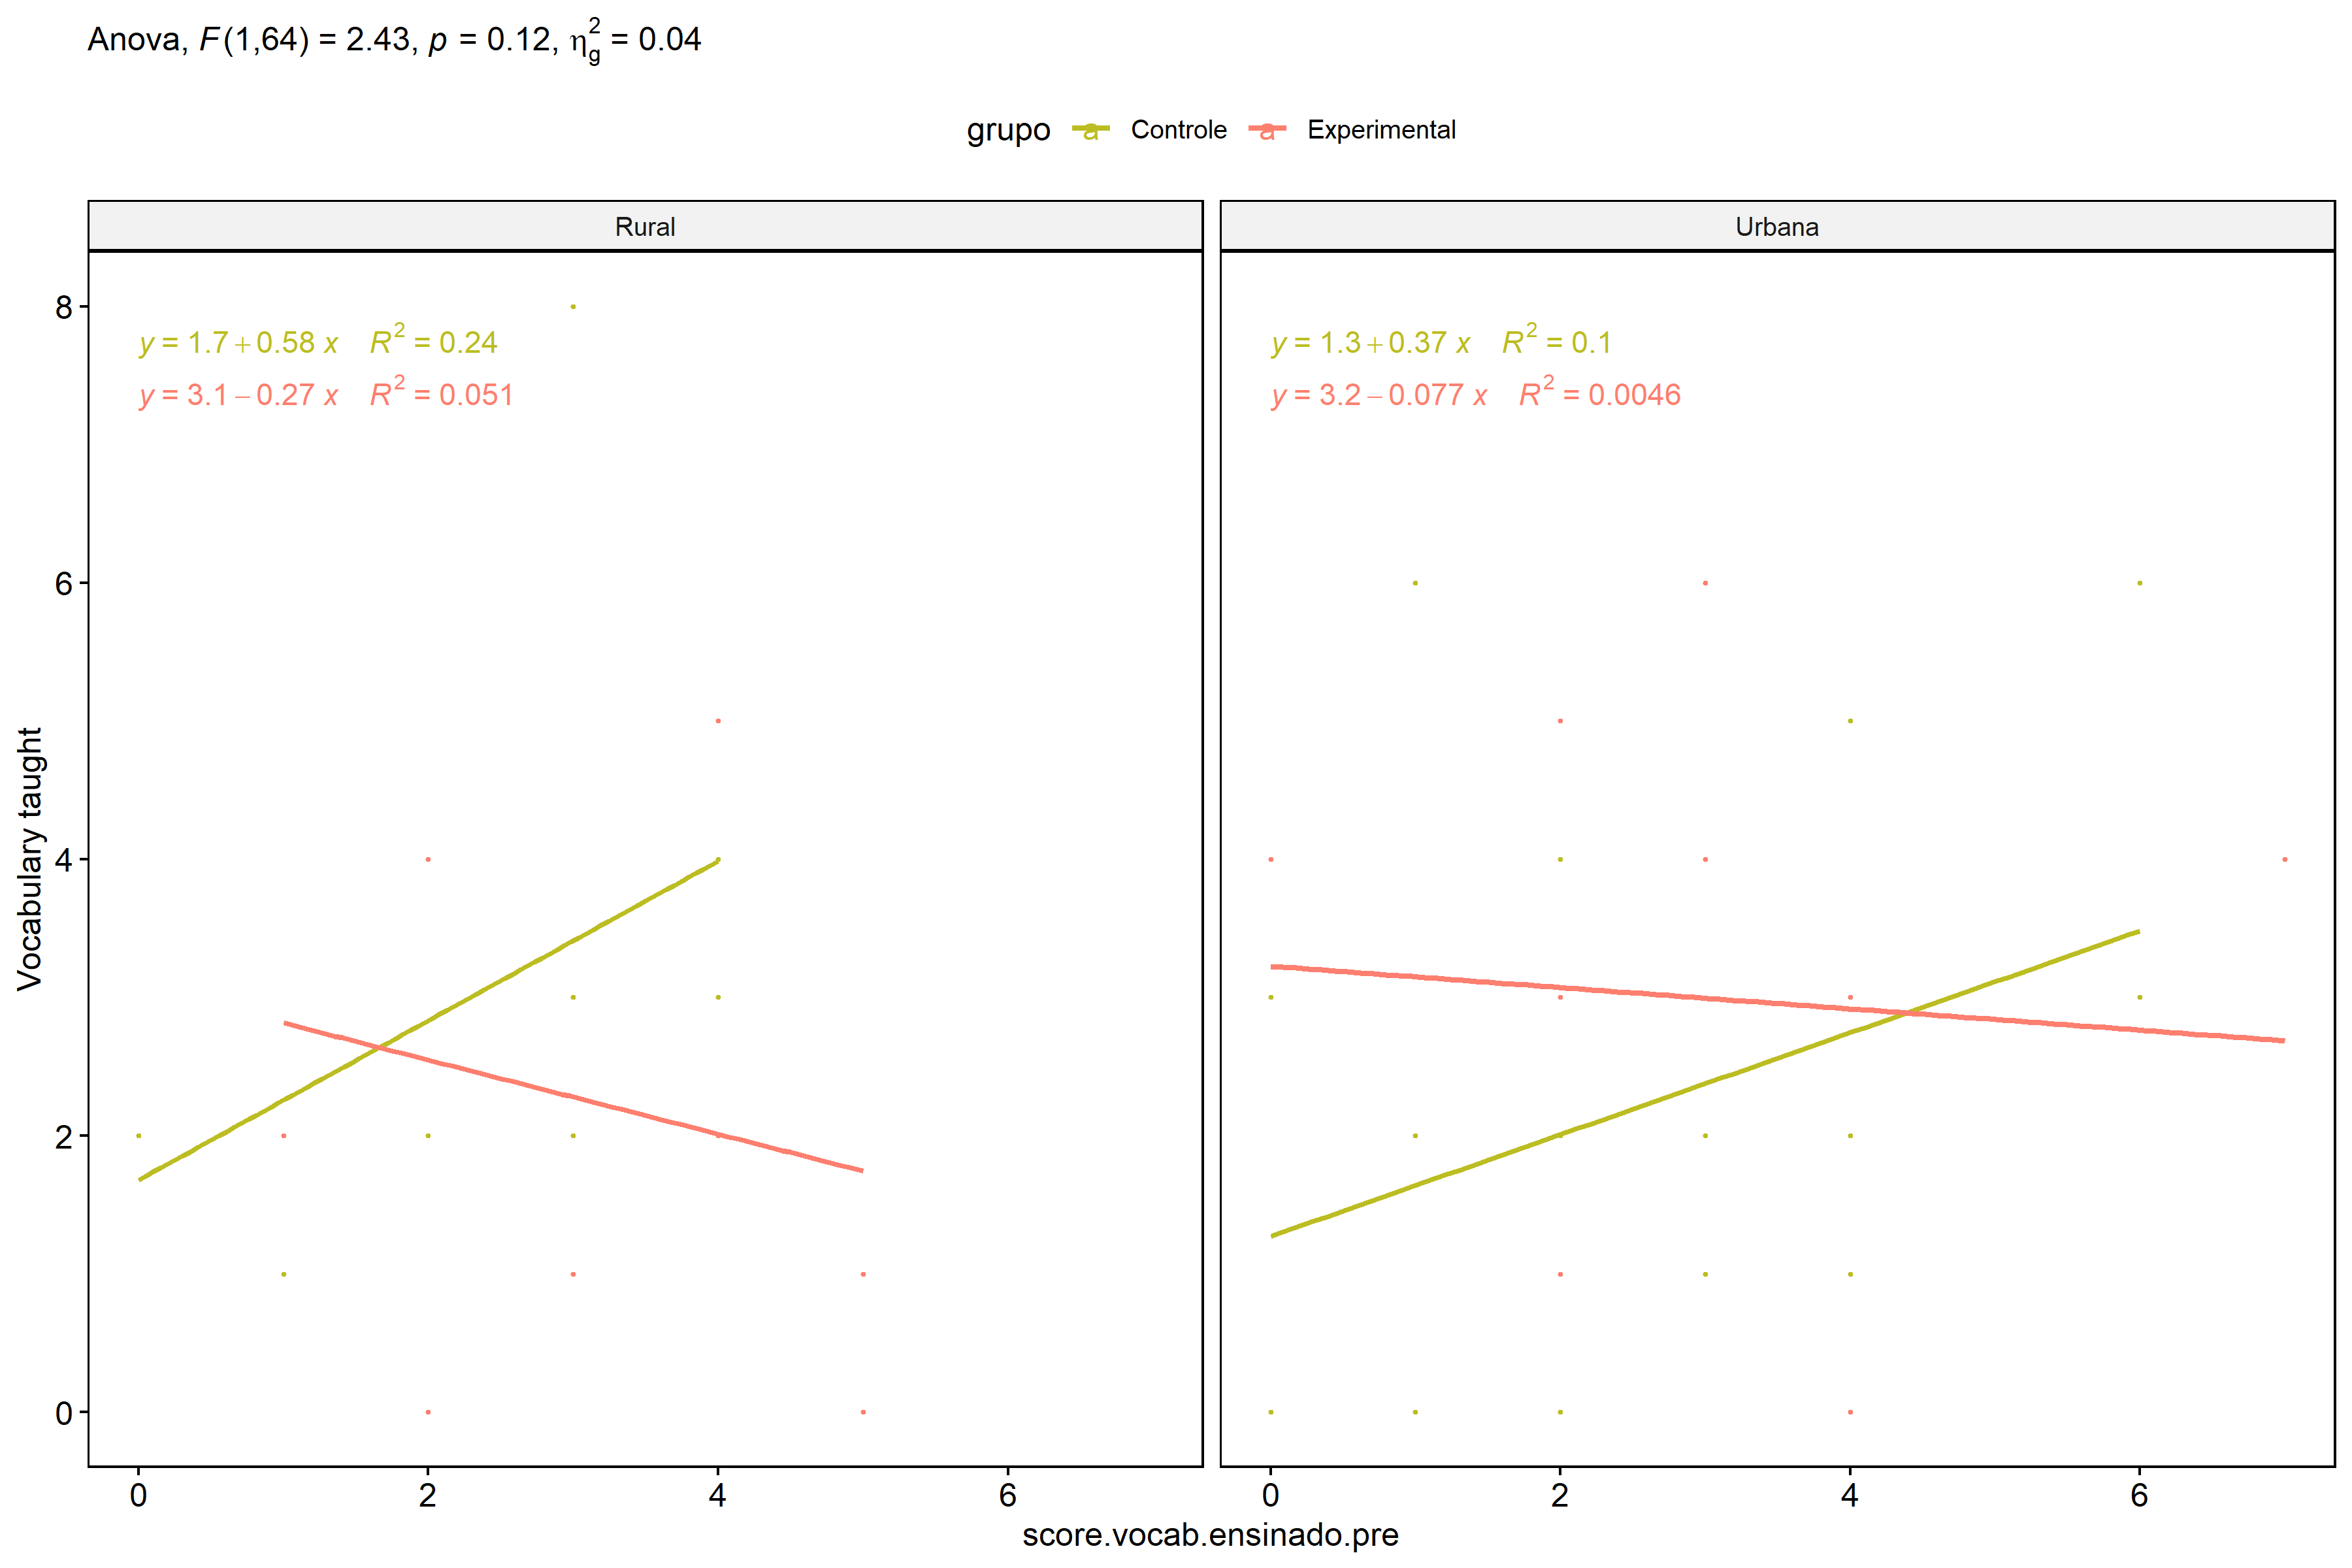 Anova, F(1,64) = 2.43, p = 0.12, η²g = 0.04
grupo a Controle a Experimental
Rural
Urbana
y = 1.7 + 0.58 x R² = 0.24
y = 3.1 − 0.27 x R² = 0.051
y = 1.3 + 0.37 x R² = 0.1
y = 3.2 − 0.077 x R² = 0.0046
Vocabulary taught
8
6
4
2
0
0 2 4 6
0 2 4 6
score.vocab.ensinado.pre